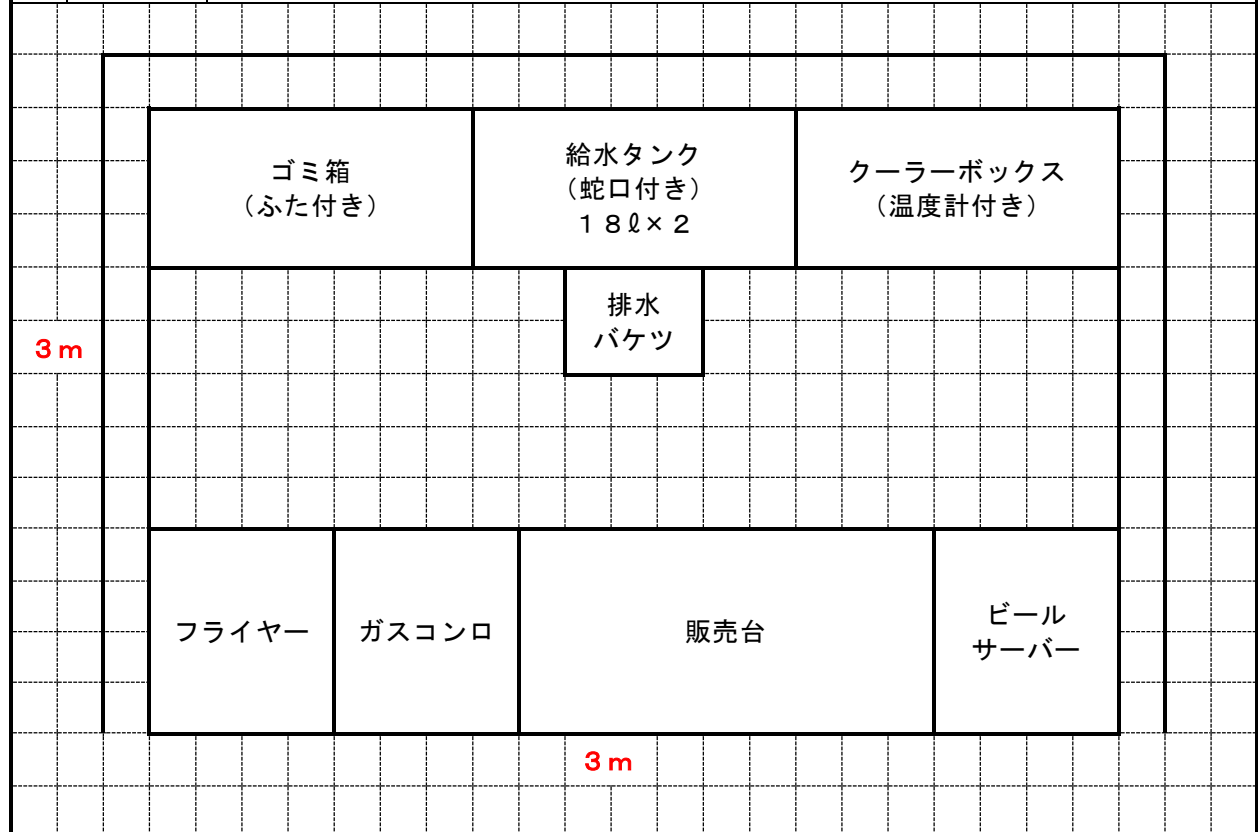 ゴミ箱
（ふた付き）
給水タンク
（蛇口付き）
１８ℓ×２
クーラーボックス
（温度計付き）
排水
バケツ
３ｍ
フライヤー
ガスコンロ
販売台
ビール
サーバー
３ｍ